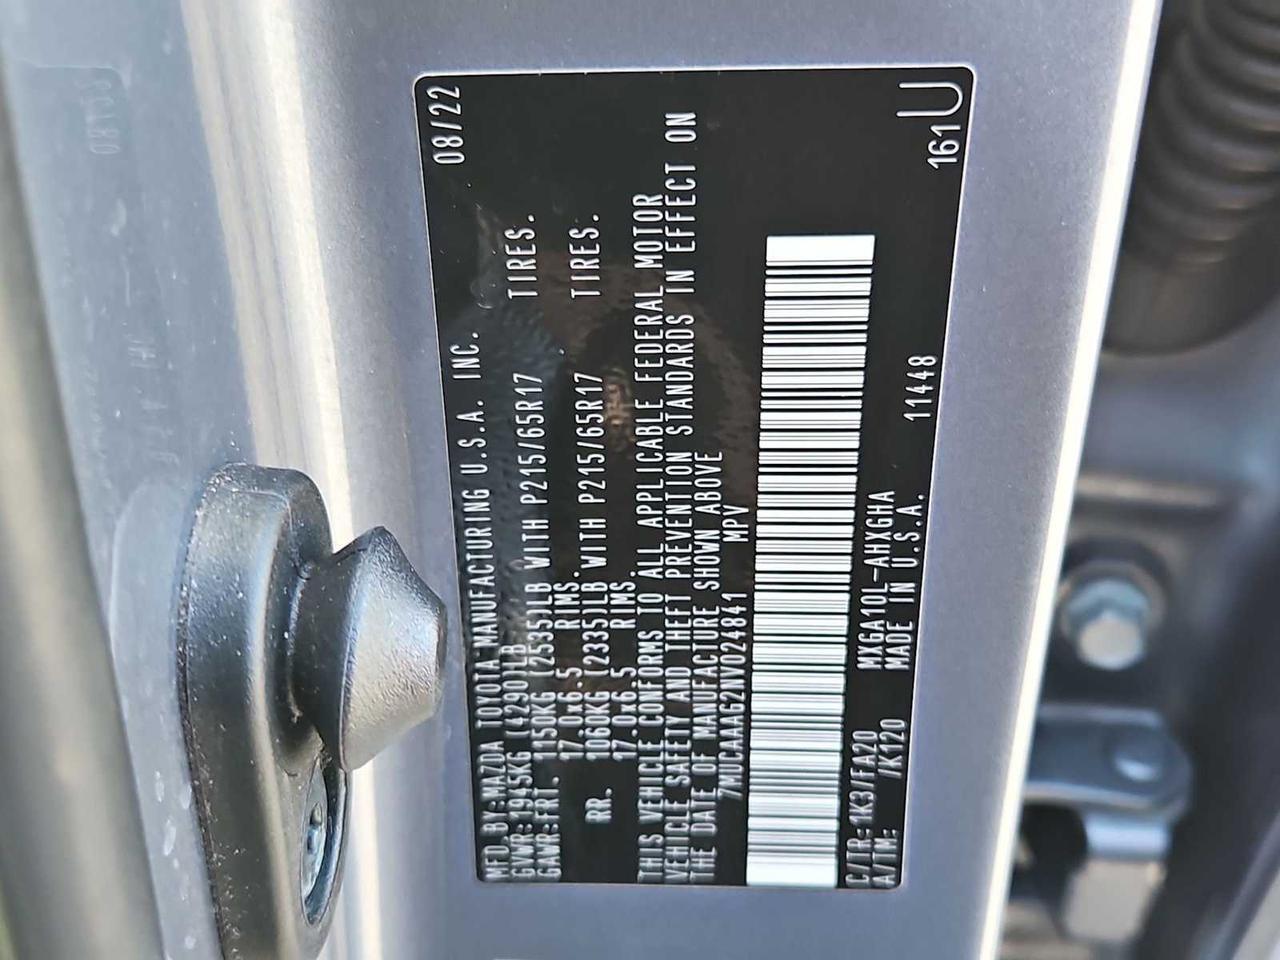 MFD. BY:MAZDA TOYOTA MANUFACTURING U.S.A. INC. 08/22
GVWR:1945KG (4290)LB
GAWR:FRT. 1150KG (2535)LB WITH P215/65R17 TIRES.
17.0x6.5 RIMS.
RR. 1060KG (2335)LB WITH P215/65R17 TIRES.
17.0x6.5 RIMS.
THIS VEHICLE CONFORMS TO ALL APPLICABLE FEDERAL MOTOR
VEHICLE SAFETY AND THEFT PREVENTION STANDARDS IN EFFECT ON
THE DATE OF MANUFACTURE SHOWN ABOVE
7MUCAAAG2NV024841 MPV
C/TR:1K3/FA20 MXGA10L-AHXGHA 11448
A/TM: /K120 MADE IN U.S.A.
161U